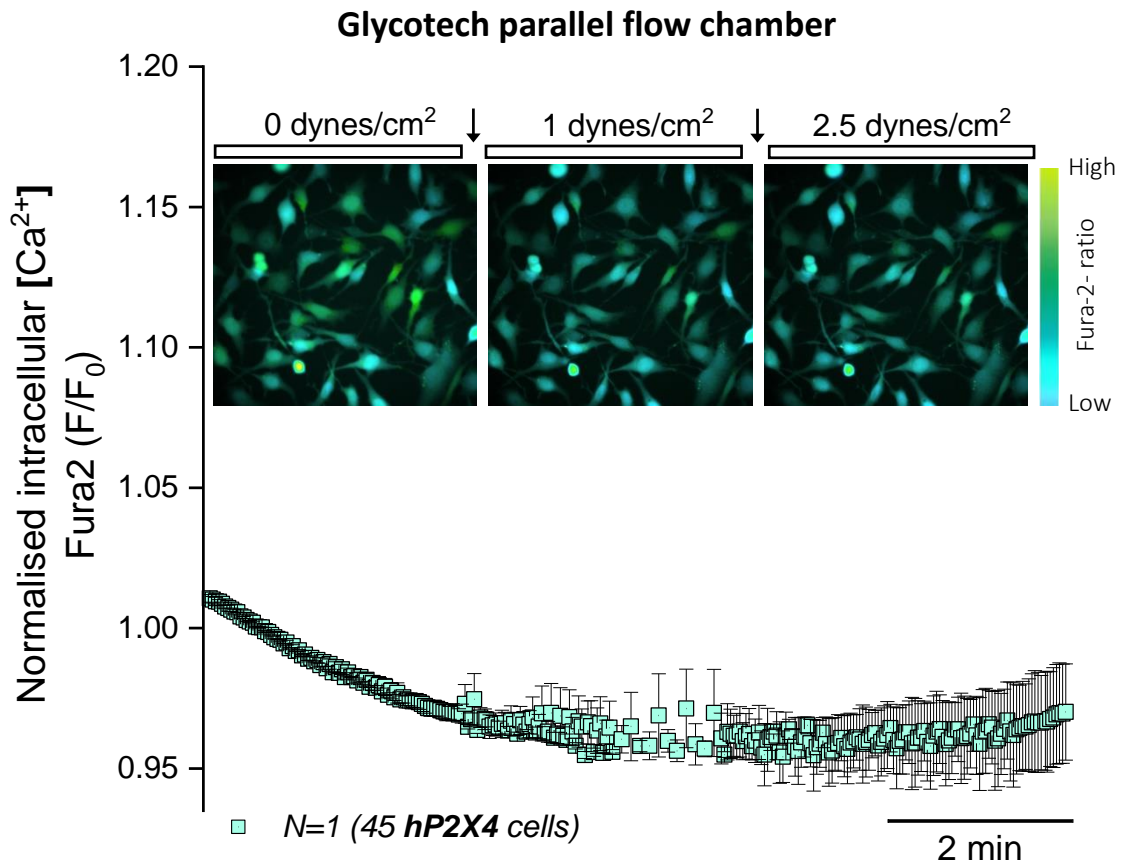 Glycotech parallel flow chamber
1.20
1.15
1.10
1.05
1.00
0.95
Normalised intracellular [Ca²⁺]
Fura2 (F/F₀)
0 dynes/cm²
1 dynes/cm²
2.5 dynes/cm²
High
Fura-2- ratio
Low
N=1 (45 hP2X4 cells)
2 min